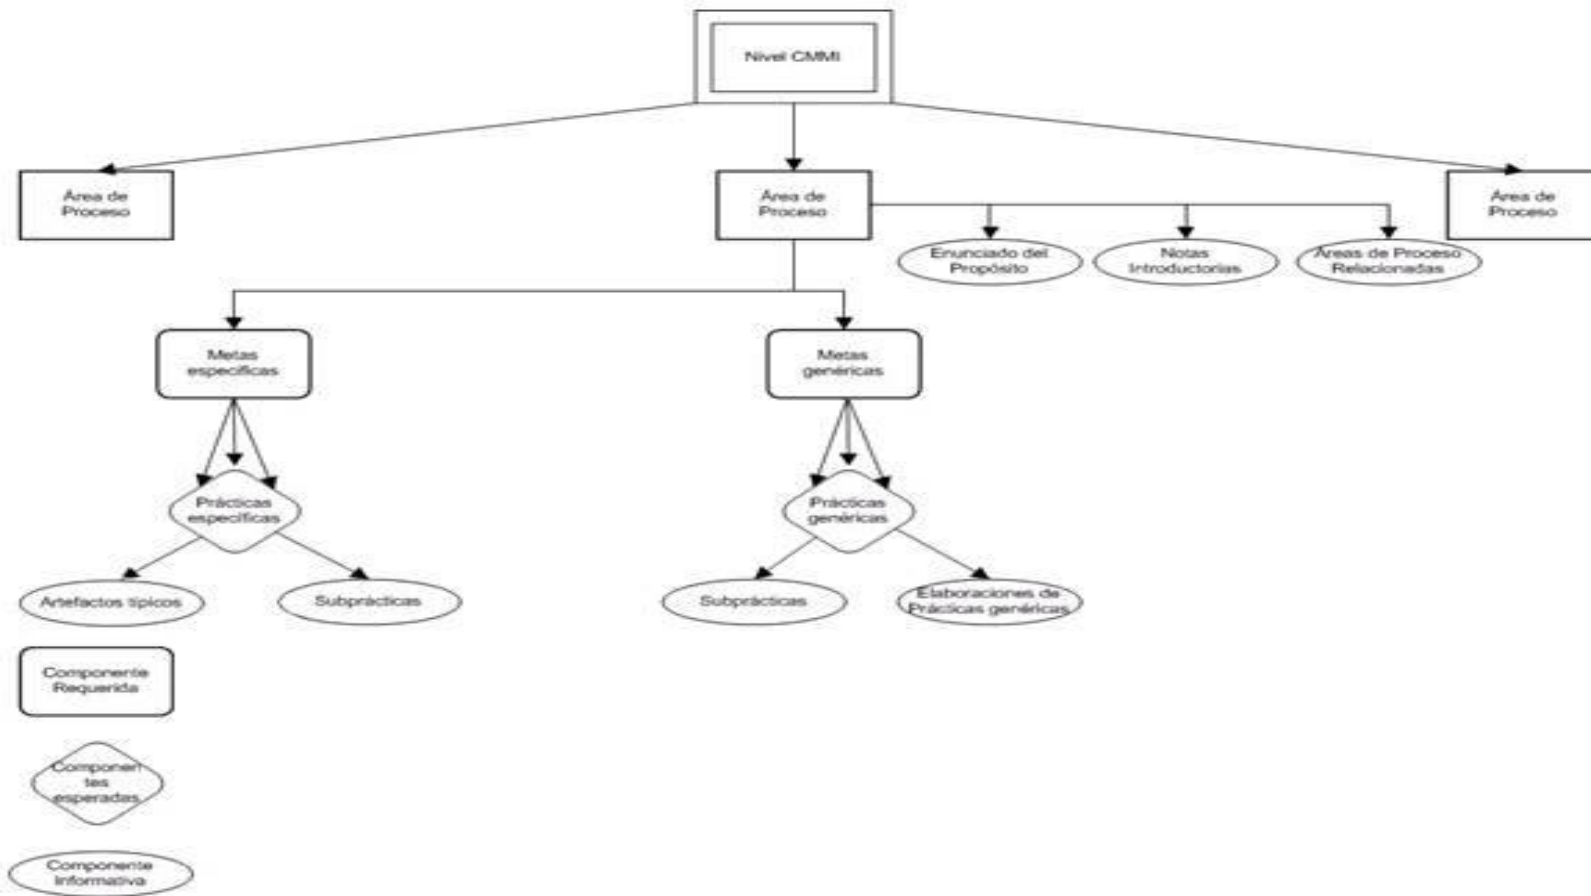 Nivel CMMI
Área de
Proceso
Área de
Proceso
Área de
Proceso
Enunciado del
Propósito
Notas
Introductorias
Áreas de Proceso
Relacionadas
Metas
específicas
Metas
genéricas
Prácticas
específicas
Prácticas
genéricas
Artefactos típicos
Subprácticas
Subprácticas
Elaboraciones de
Prácticas genéricas
Componente
Requerida
Componen
tes
esperadas
Componente
Informativa